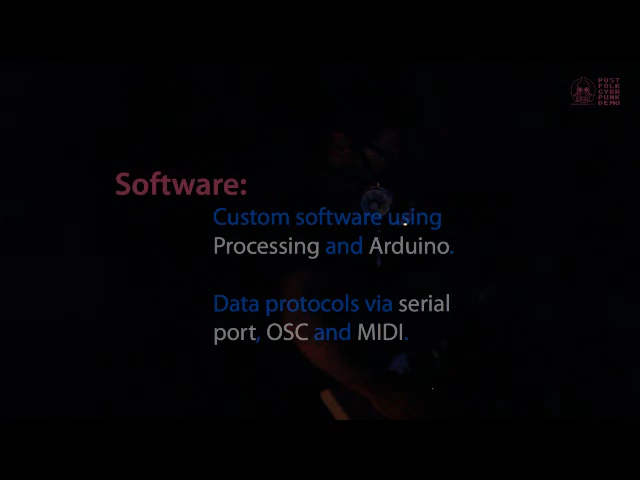 POST
FOLK
CYBER
PUNK
DEMO
Software:
Custom software using
Processing and Arduino.
Data protocols via serial
port, OSC and MIDI.